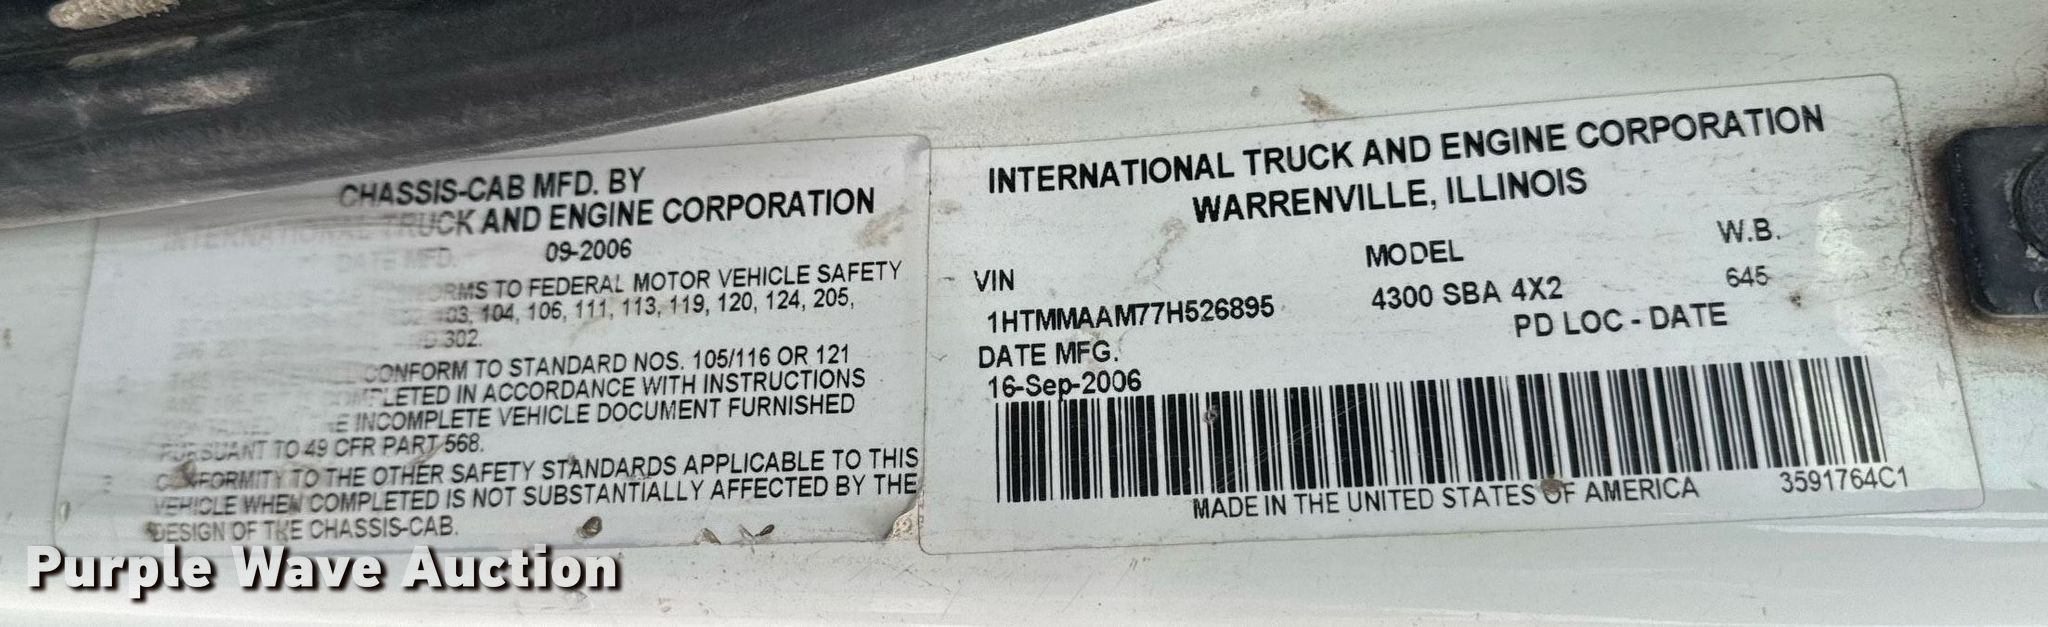 CHASSIS-CAB MFD. BY
INTERNATIONAL TRUCK AND ENGINE CORPORATION
DATE MFD. 09-2006
RMS TO FEDERAL MOTOR VEHICLE SAFETY
103, 104, 106, 111, 113, 119, 120, 124, 205,
302.
CONFORM TO STANDARD NOS. 105/116 OR 121
PLETED IN ACCORDANCE WITH INSTRUCTIONS
INCOMPLETE VEHICLE DOCUMENT FURNISHED
PURSUANT TO 49 CFR PART 568.
CONFORMITY TO THE OTHER SAFETY STANDARDS APPLICABLE TO THIS
VEHICLE WHEN COMPLETED IS NOT SUBSTANTIALLY AFFECTED BY THE
DESIGN OF THE CHASSIS-CAB.
INTERNATIONAL TRUCK AND ENGINE CORPORATION
WARRENVILLE, ILLINOIS
VIN MODEL W.B.
1HTMMAAM77H526895 4300 SBA 4X2 645
DATE MFG. PD LOC - DATE
16-Sep-2006
MADE IN THE UNITED STATES OF AMERICA 3591764C1
Purple Wave Auction